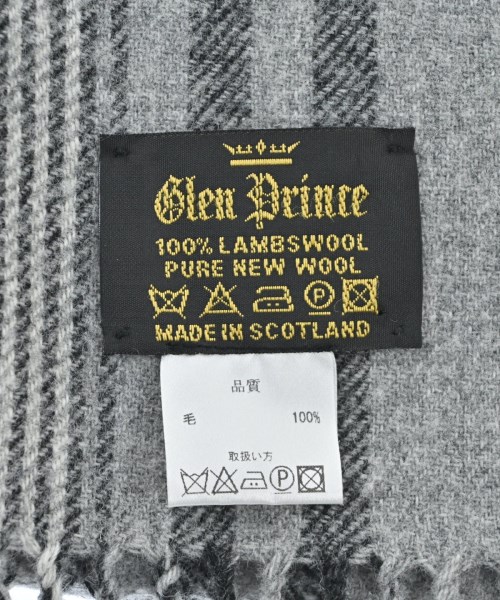 Glen Prince
100% LAMBSWOOL
PURE NEW WOOL
P
MADE IN SCOTLAND
品質
毛 100%
取扱い方
P